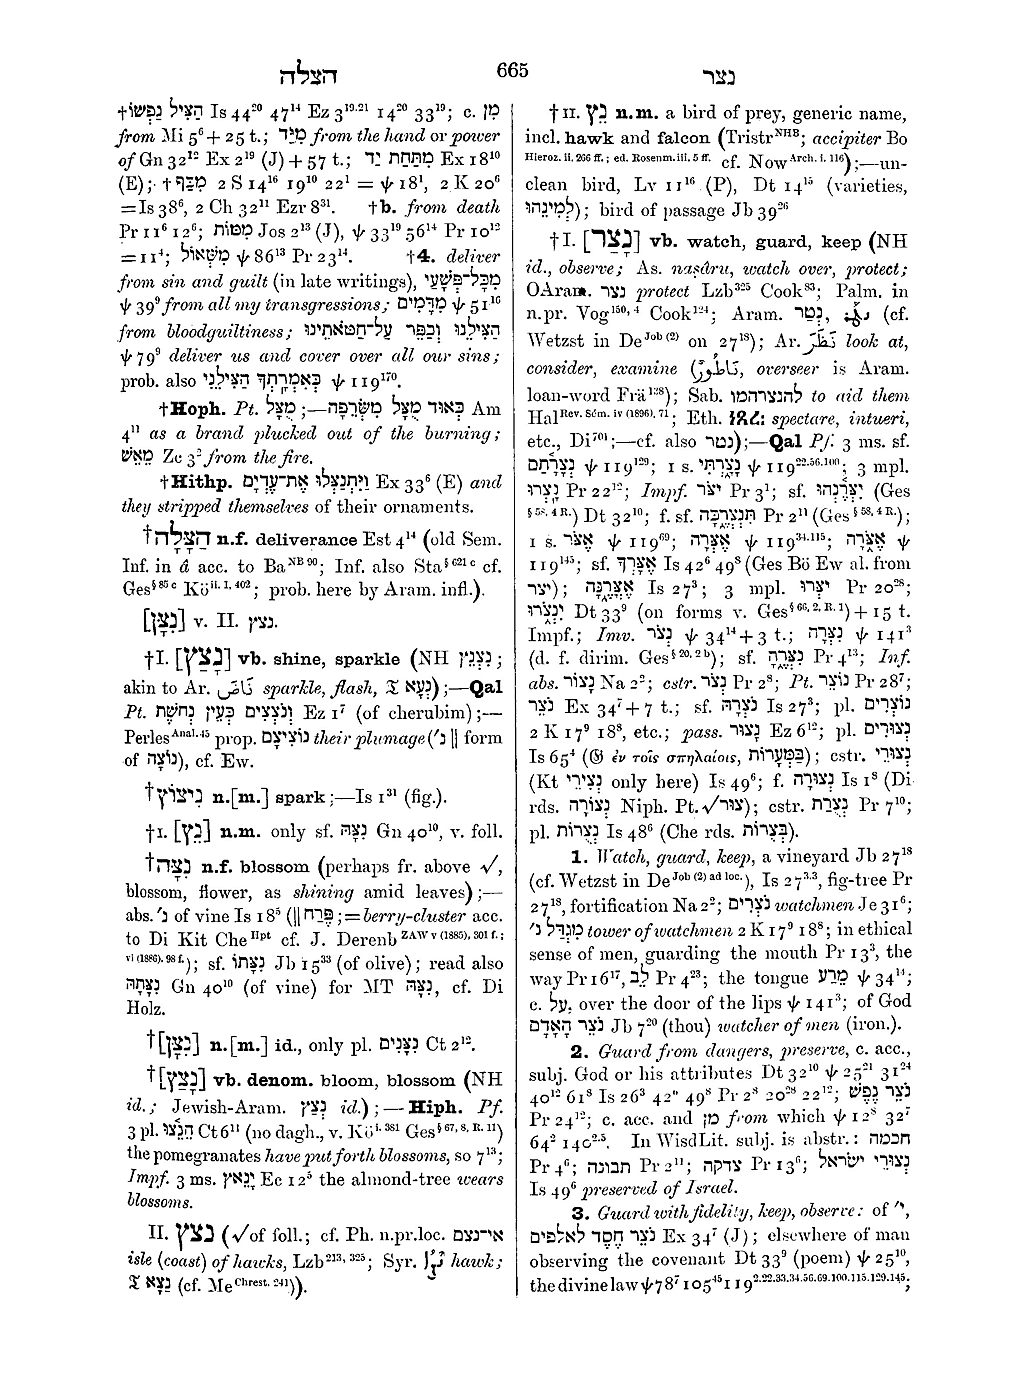 הצלה 665 נצר
†הִצִּיל נַפְשׁוֹ Is 44²⁰ 47¹⁴ Ez 3¹⁹·²¹ 14²⁰ 33¹⁹; c. מִן
from Mi 5⁶ + 25 t.; מִיַּד from the hand or power
of Gn 32¹² Ex 2¹⁹ (J) + 57 t.; מִתַּחַת יַד Ex 18¹⁰
(E); †מִכַּף 2 S 14¹⁶ 19¹⁰ 22¹ = ψ 18¹, 2 K 20⁶
= Is 38⁶, 2 Ch 32¹¹ Ezr 8³¹. †b. from death
Pr 11⁶ 12⁶; מִמָּוֶת Jos 2¹³ (J), ψ 33¹⁹ 56¹⁴ Pr 10¹²
= 11⁴; מִשְּׁאוֹל ψ 86¹³ Pr 23¹⁴. †4. deliver
from sin and guilt (in late writings), מִכָּל־פְּשָׁעַי
ψ 39⁹ from all my transgressions; מִדָּמִים ψ 51¹⁶
from bloodguiltiness; הַצִּילֵנוּ וְכַפֵּר עַל־חַטֹּאתֵינוּ
ψ 79⁹ deliver us and cover over all our sins;
prob. also כְּאִמְרָתְךָ הַצִּילֵנִי ψ 119¹⁷⁰.
†Hoph. Pt. מֻצָּל;—כְּאוּד מֻצָּל מִשְּׂרֵפָה Am
4¹¹ as a brand plucked out of the burning;
מֵאֵשׁ Zc 3² from the fire.
†Hithp. וַיִּתְנַצְּלוּ אֶת־עֶדְיָם Ex 33⁶ (E) and
they stripped themselves of their ornaments.
†הַצָּלָה n.f. deliverance Est 4¹⁴ (old Sem.
Inf. in â acc. to Ba^NB 90; Inf. also Sta^§ 621 c cf.
Ges^§ 85 c Kö^ii. 1, 402; prob. here by Aram. infl.).
[נִצָּן] v. II. נצץ.
†I. [נָצַץ] vb. shine, sparkle (NH נִצְנֵץ;
akin to Ar. نَاصَ sparkle, flash, 𝔗 נְצָא);—Qal
Pt. וְנֹצְצִים כְּעֵין נְחשֶׁת Ez 1⁷ (of cherubim);—
Perles^Anal. 45 prop. נוֹצֵיצָם their plumage (נ׳ ‖ form
of נוֹצָה), cf. Ew.
†נִיצוֹץ n.[m.] spark;—Is 1³¹ (fig.).
†I. [נֵץ] n.m. only sf. נִצָּהּ Gn 40¹⁰, v. foll.
†נִצָּה n.f. blossom (perhaps fr. above √,
blossom, flower, as shining amid leaves);—
abs. נ׳ of vine Is 18⁵ (‖ פֶּרַח; = berry-cluster acc.
to Di Kit Che^Hpt cf. J. Derenb^ZAW v (1885), 301 f.;
^vi (1886), 98 f.); sf. נִצָּתוֹ Jb 15³³ (of olive); read also
נִצָּתָהּ Gn 40¹⁰ (of vine) for MT נִצָּהּ, cf. Di
Holz.
†[נִצָּן] n.[m.] id., only pl. נִצָּנִים Ct 2¹².
†[נָצַץ] vb. denom. bloom, blossom (NH
id.; Jewish-Aram. נְצַץ id.);—Hiph. Pf.
3 pl. הֵנֵצוּ Ct 6¹¹ (no dagh., v. Kö^i. 381 Ges^§ 67, 8, R. 11)
the pomegranates have put forth blossoms, so 7¹³;
Impf. 3 ms. יָנֵאץ Ec 12⁵ the almond-tree wears
blossoms.
II. נצץ (√ of foll.; cf. Ph. n.pr.loc. אי־נצם
isle (coast) of hawks, Lzb^213, 325; Syr. hawk;
𝔗 נַצָּא (cf. Me^Chrest. 241)).
†II. נֵץ n.m. a bird of prey, generic name,
incl. hawk and falcon (Tristr^NHB; accipiter Bo
^Hieroz. ii. 266 ff.; ed. Rosenm. iii. 5 ff. cf. Now^Arch. i. 116);—un-
clean bird, Lv 11¹⁶ (P), Dt 14¹⁵ (varieties,
לְמִינֵהוּ); bird of passage Jb 39²⁶
†I. [נָצַר] vb. watch, guard, keep (NH
id., observe; As. naṣâru, watch over, protect;
OAram. נצר protect Lzb³²⁵ Cook⁸³; Palm. in
n.pr. Vog^150, 4 Cook¹²⁴; Aram. נְטַר, (cf.
Wetzst in De^Job (2) on 27¹⁸); Ar. نَظَرَ look at,
consider, examine (نَاطُورٌ, overseer is Aram.
loan-word Frä¹³⁸); Sab. להנצרהמו to aid them
Hal^Rev. Sém. iv (1896), 71; Eth. ነጸረ: spectare, intueri,
etc., Di⁷⁰¹;—cf. also נטר);—Qal Pf. 3 ms. sf.
נְצָרָתַם ψ 119¹²⁹; 1 s. נָצָרְתִּי ψ 119²²·⁵⁶·¹⁰⁰; 3 mpl.
נָצְרוּ Pr 22¹²; Impf. יִצֹּר Pr 3¹; sf. יִצְּרֶנְהוּ (Ges
^§ 58, 4 R.) Dt 32¹⁰; f. sf. תִּנְצְרֶכָּה Pr 2¹¹ (Ges^§ 58, 4 R.);
1 s. אֶצֹּר ψ 119⁶⁹; אֶצְּרָה ψ 119³⁴·¹¹⁵; אֶצֹּרָה ψ
119¹⁴⁵; sf. אֶצָּרְךָ Is 42⁶ 49⁸ (Ges Bö Ew al. from
יצר); אֶצֳּרֶנָּה Is 27³; 3 mpl. יִצְּרוּ Pr 20²⁸;
יִנְצֹרוּ Dt 33⁹ (on forms v. Ges^§ 66, 2, R. 1) + 15 t.
Impf.; Imv. נְצֹר ψ 34¹⁴ + 3 t.; נִצְּרָה ψ 141³
(d. f. dirim. Ges^§ 20, 2 b); sf. נִצְּרֶהָ Pr 4¹³; Inf.
abs. נָצוֹר Na 2²; cstr. נְצֹר Pr 2⁸; Pt. נוֹצֵר Pr 28⁷;
נֹצֵר Ex 34⁷ + 7 t.; sf. נֹצְרָהּ Is 27³; pl. נוֹצְרִים
2 K 17⁹ 18⁸, etc.; pass. נָצוּר Ez 6¹²; pl. נְצוּרִים
Is 65⁴ (𝔊 ἐν τοῖς σπηλαίοις, בִּמְעָרוֹת); cstr. נְצוּרֵי
(Kt נְצִירֵי only here) Is 49⁶; f. נְצוּרָה Is 1⁸ (Di
rds. נְצוֹרָה Niph. Pt. √צור); cstr. נְצֻרַת Pr 7¹⁰;
pl. נְצֻרוֹת Is 48⁶ (Che rds. בְּצֻרוֹת).
1. Watch, guard, keep, a vineyard Jb 27¹⁸
(cf. Wetzst in De^Job (2) ad loc.), Is 27³·³, fig-tree Pr
27¹⁸, fortification Na 2²; נֹצְרִים watchmen Je 31⁶;
מִגְדַּל נ׳ tower of watchmen 2 K 17⁹ 18⁸; in ethical
sense of men, guarding the mouth Pr 13³, the
way Pr 16¹⁷, לֵב Pr 4²³; the tongue מֵרָע ψ 34¹⁴;
c. עַל over the door of the lips ψ 141³; of God
נֹצֵר הָאָדָם Jb 7²⁰ (thou) watcher of men (iron.).
2. Guard from dangers, preserve, c. acc.,
subj. God or his attributes Dt 32¹⁰ ψ 25²¹ 31²⁴
40¹² 61⁸ Is 26³ 42⁶ 49⁸ Pr 2⁸ 20²⁸ 22¹²; נֹצֵר נֶפֶשׁ
Pr 24¹²; c. acc. and מִן from which ψ 12⁸ 32⁷
64² 140²·⁵. In WisdLit. subj. is abstr.: חכמה
Pr 4⁶; תבונה Pr 2¹¹; צדקה Pr 13⁶; נְצוּרֵי יִשְׂרָאֵל
Is 49⁶ preserved of Israel.
3. Guard with fidelity, keep, observe: of י׳,
נֹצֵר חֶסֶד לאלפים Ex 34⁷ (J); elsewhere of man
observing the covenant Dt 33⁹ (poem) ψ 25¹⁰,
the divine law ψ 78⁷ 105⁴⁵ 119²·²²·³³·³⁴·⁵⁶·⁶⁹·¹⁰⁰·¹¹⁵·¹²⁹·¹⁴⁵;